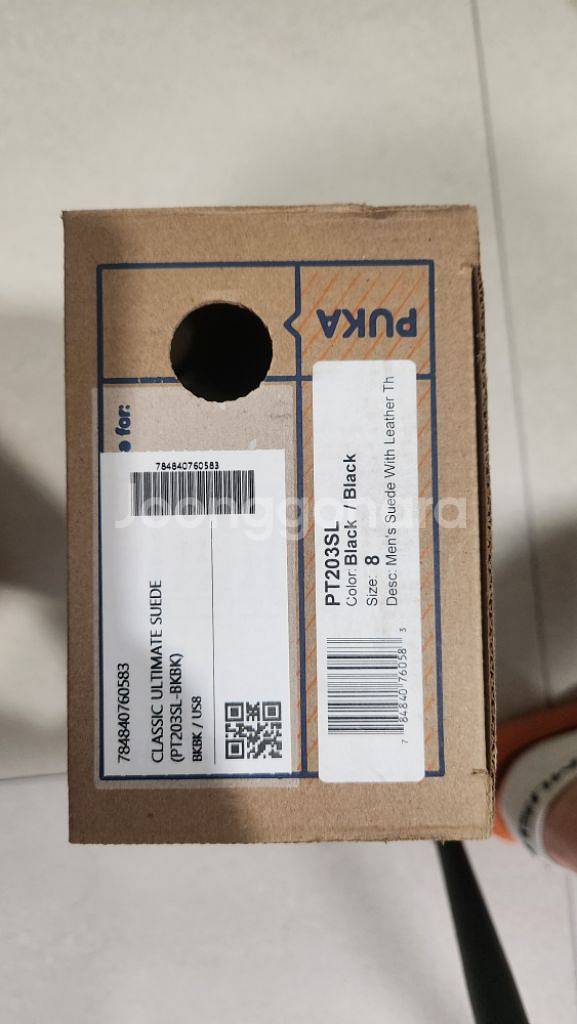 PUKA
e for:
784840760583
784840760583
CLASSIC ULTIMATE SUEDE
(PT203SL-BKBK)
BKBK / US8
PT203SL
Color: Black / Black
Size: 8
Desc: Men's Suede With Leather Th
7 84840 76058 3
Joonggonara